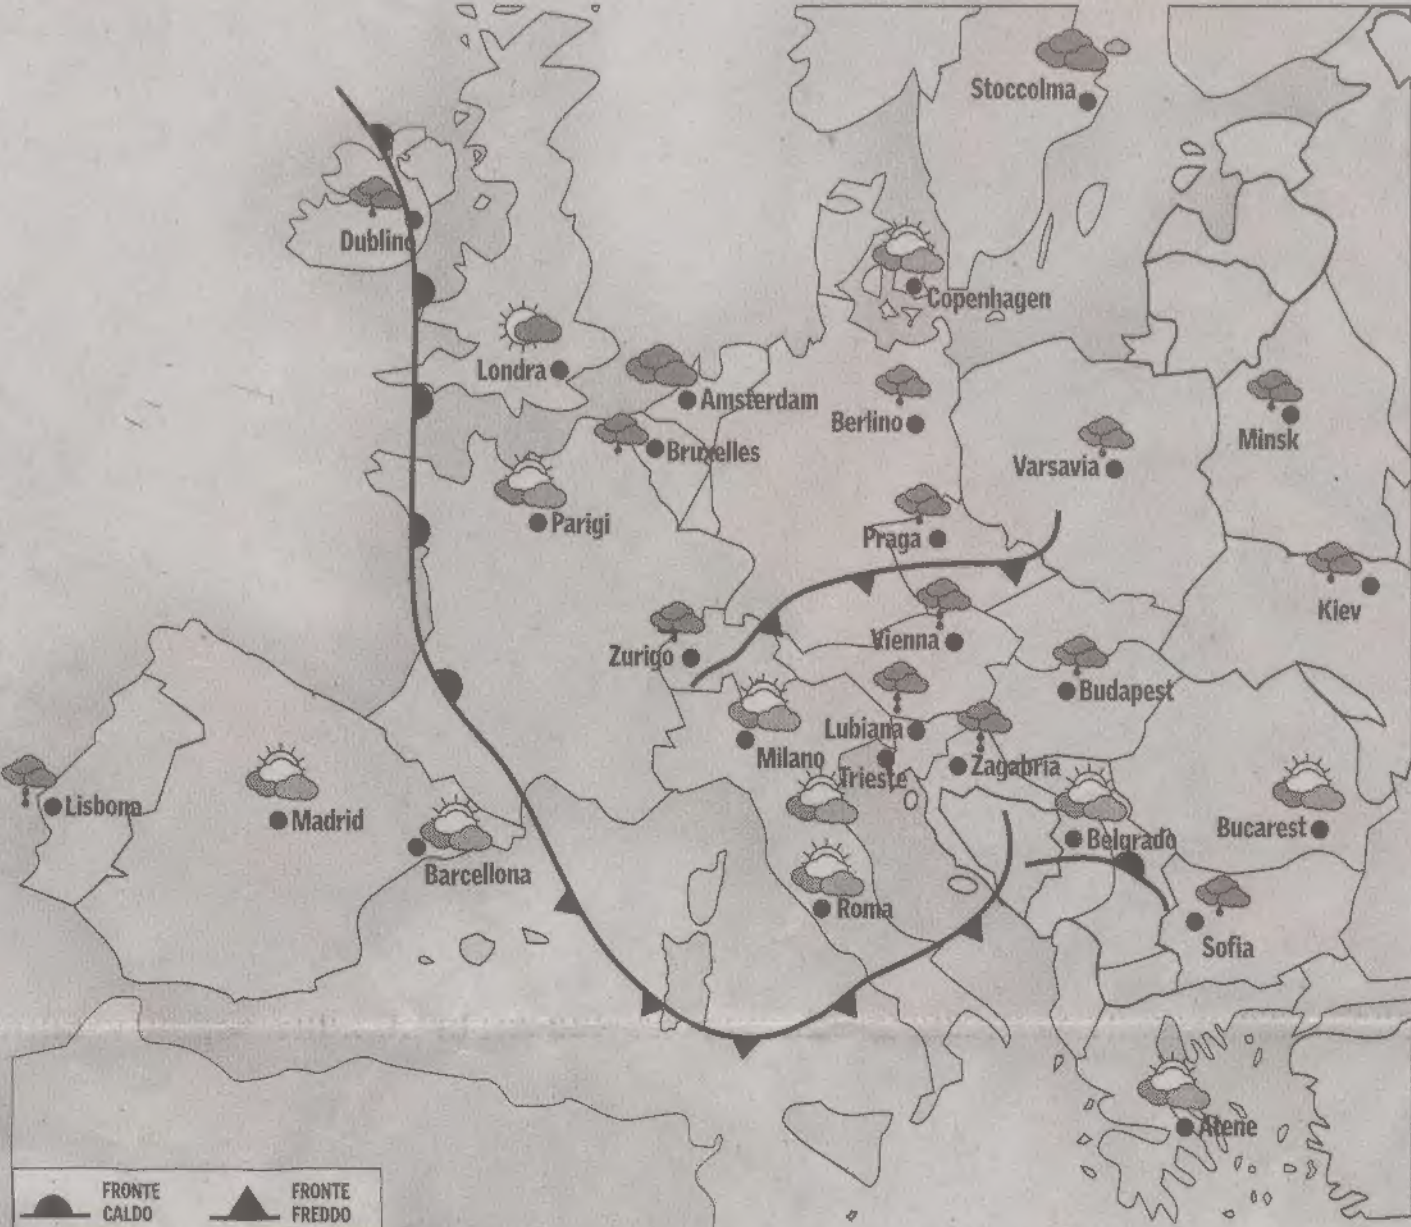 Stoccolma
Dublino
Copenhagen
Londra
Amsterdam
Berlino
Bruxelles
Minsk
Varsavia
Parigi
Praga
Kiev
Vienna
Zurigo
Budapest
Lubiana
Milano
Zagabria
Trieste
Lisbona
Madrid
Belgrado
Bucarest
Barcellona
Roma
Sofia
Atene
FRONTE
CALDO
FRONTE
FREDDO